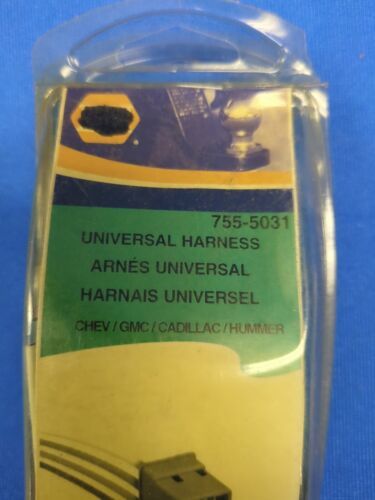 755-5031
UNIVERSAL HARNESS
ARNÉS UNIVERSAL
HARNAIS UNIVERSEL
CHEV / GMC / CADILLAC / HUMMER